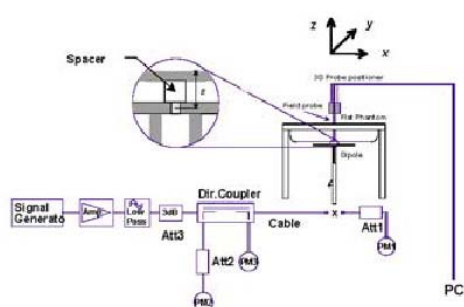 z
y
x
Spacer
s
3D Probe positioner
Field probe
Flat Phantom
Dipole
Signal
Generato
Amp
Low
Pass
3dB
Att3
Dir.Coupler
Cable
x
Att1
PM1
Att2
PM3
PM2
PC